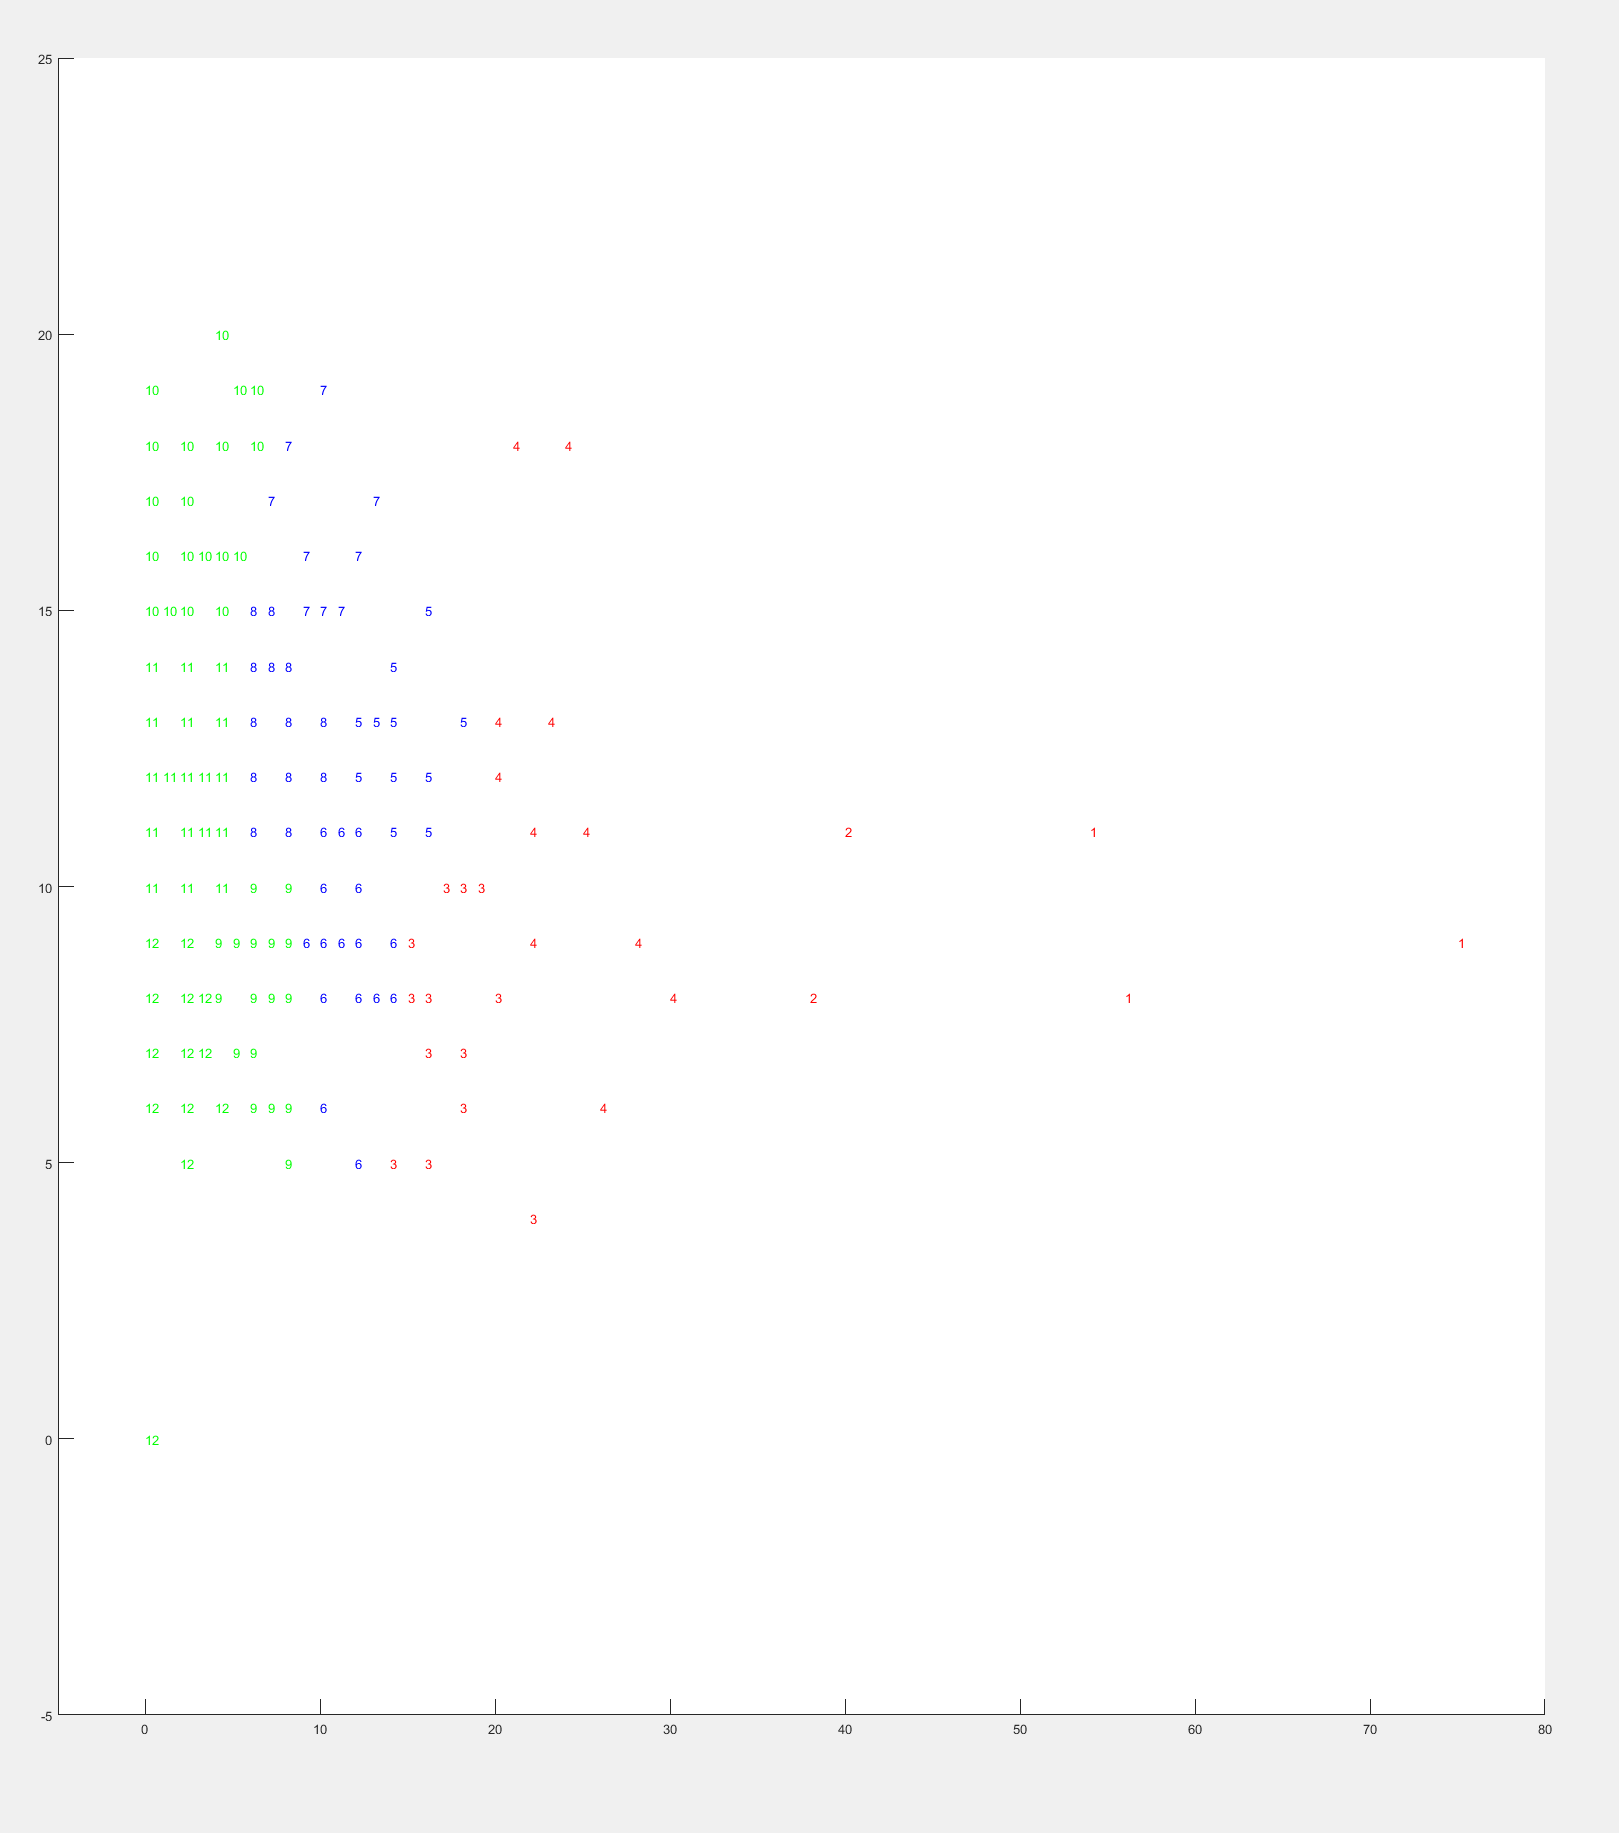 25
20 10
10 10 10 7
10 10 10 10 7 4 4
10 10 7 7
10 10 10 10 10 7 7
15 10 10 10 10 8 8 7 7 7 5
11 11 11 8 8 8 5
11 11 11 8 8 8 5 5 5 5 4 4
11 11 11 11 11 8 8 8 5 5 5 4
11 11 11 11 8 8 6 6 6 5 5 4 4 2 1
10 11 11 11 9 9 6 6 3 3 3
12 12 9 9 9 9 9 6 6 6 6 6 3 4 4 1
12 12 12 9 9 9 9 6 6 6 6 3 3 3 4 2 1
12 12 12 9 9 3 3
12 12 12 9 9 9 6 3 4
5 12 9 6 3 3
3
0 12
-5
0 10 20 30 40 50 60 70 80